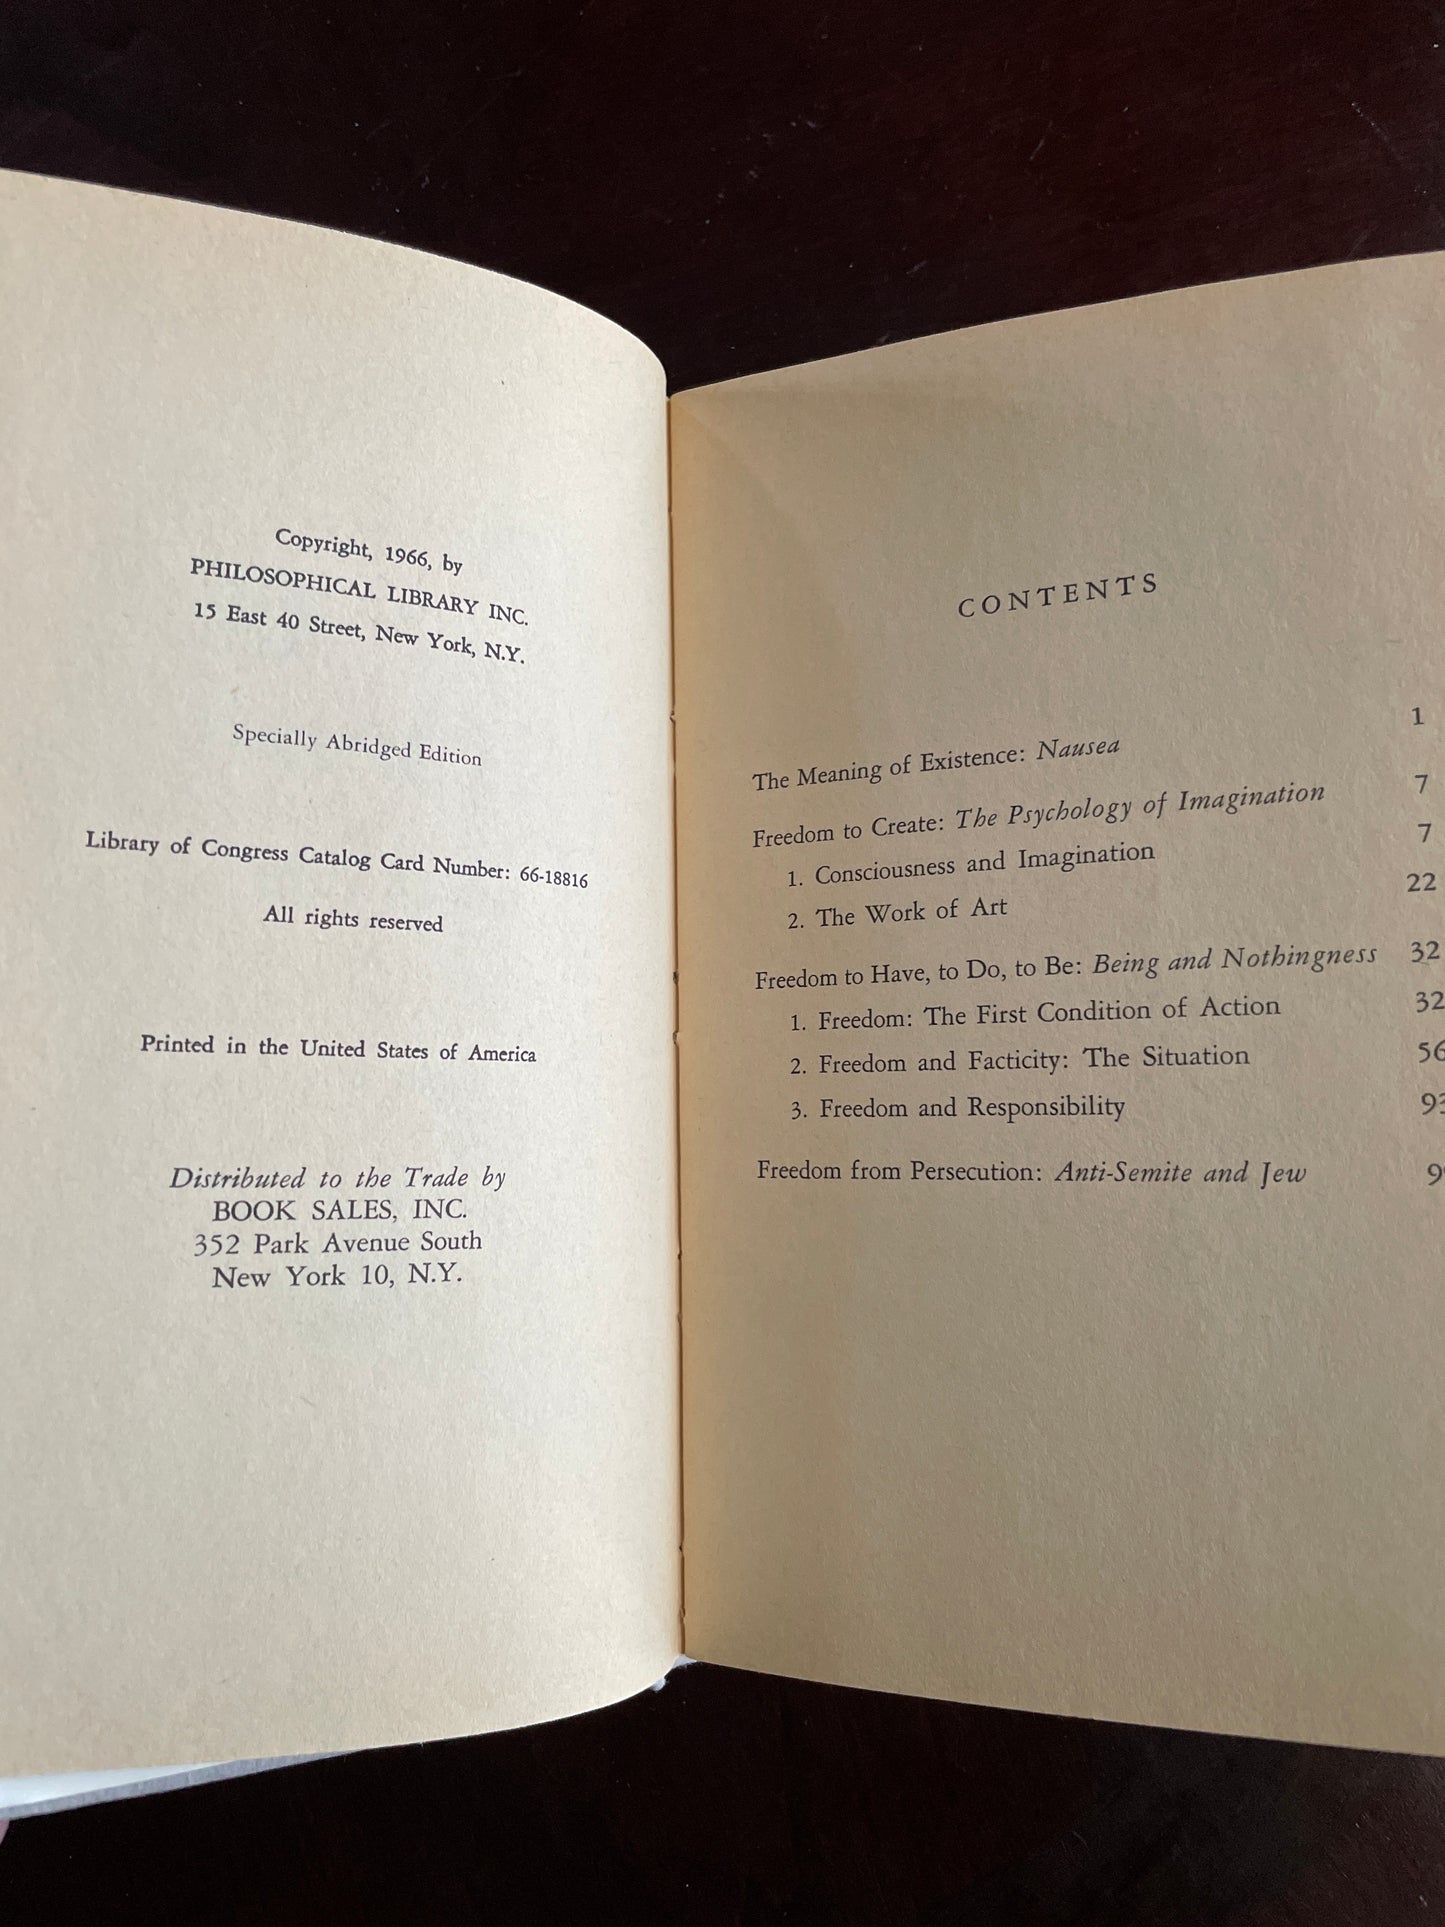 Copyright, 1966, by
PHILOSOPHICAL LIBRARY INC.
15 East 40 Street, New York, N.Y.
Specially Abridged Edition
Library of Congress Catalog Card Number: 66-18816
All rights reserved
Printed in the United States of America
Distributed to the Trade by
BOOK SALES, INC.
352 Park Avenue South
New York 10, N.Y.
CONTENTS
The Meaning of Existence: Nausea 1
Freedom to Create: The Psychology of Imagination 7
1. Consciousness and Imagination 7
2. The Work of Art 22
Freedom to Have, to Do, to Be: Being and Nothingness 32
1. Freedom: The First Condition of Action 32
2. Freedom and Facticity: The Situation 56
3. Freedom and Responsibility 93
Freedom from Persecution: Anti-Semite and Jew